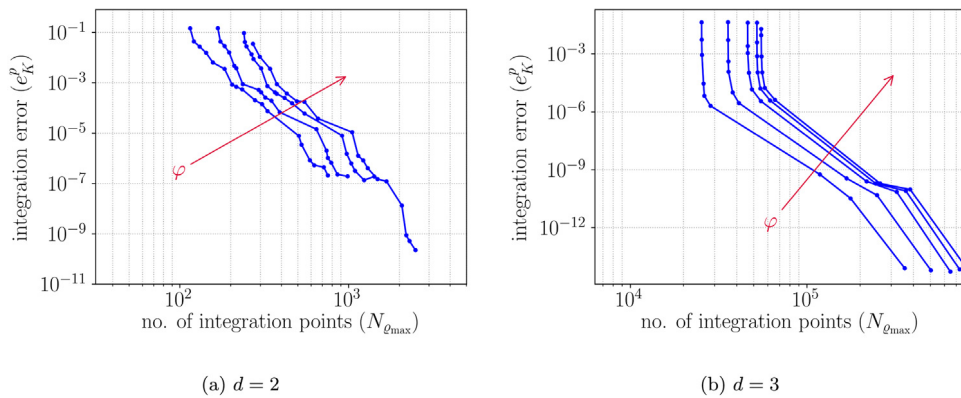 integration error (e^p_K)
10^-1
10^-3
10^-5
10^-7
10^-9
10^-11
φ
10^2
10^3
no. of integration points (N_ϱmax)
(a) d = 2
integration error (e^p_K)
10^-3
10^-6
10^-9
10^-12
φ
10^4
10^5
no. of integration points (N_ϱmax)
(b) d = 3